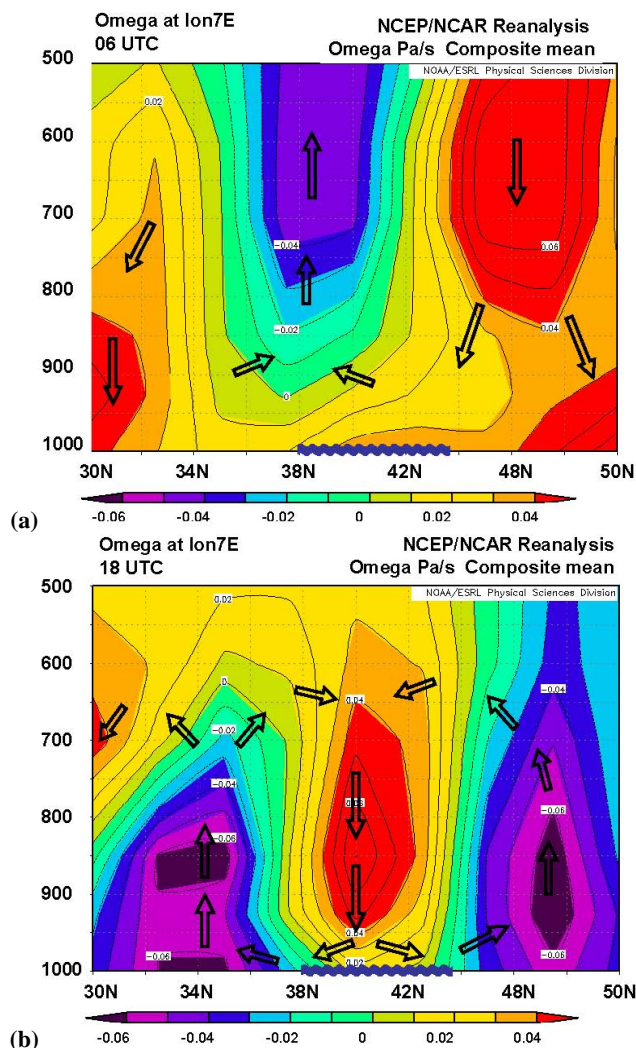 Omega at lon7E NCEP/NCAR Reanalysis
06 UTC Omega Pa/s Composite mean
500 NOAA/ESRL Physical Sciences Division
0.02
600
700
-0.04 0.06
800
-0.02 0.04
900
0
1000
30N 34N 38N 42N 48N 50N
-0.06 -0.04 -0.02 0 0.02 0.04
(a)
Omega at lon7E NCEP/NCAR Reanalysis
18 UTC Omega Pa/s Composite mean
500 NOAA/ESRL Physical Sciences Division
0.02
600
0 0.04 -0.04
-0.02
700
-0.04
800
-0.06 -0.06
900
0.04
0.02
1000 -0.06
30N 34N 38N 42N 48N 50N
-0.06 -0.04 -0.02 0 0.02 0.04
(b)